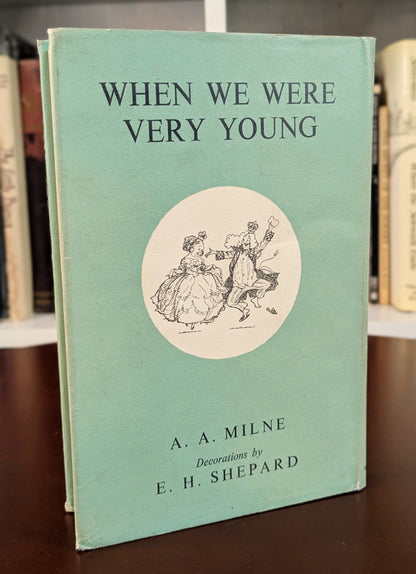 WHEN WE WERE
VERY YOUNG
A. A. MILNE
Decorations by
E. H. SHEPARD